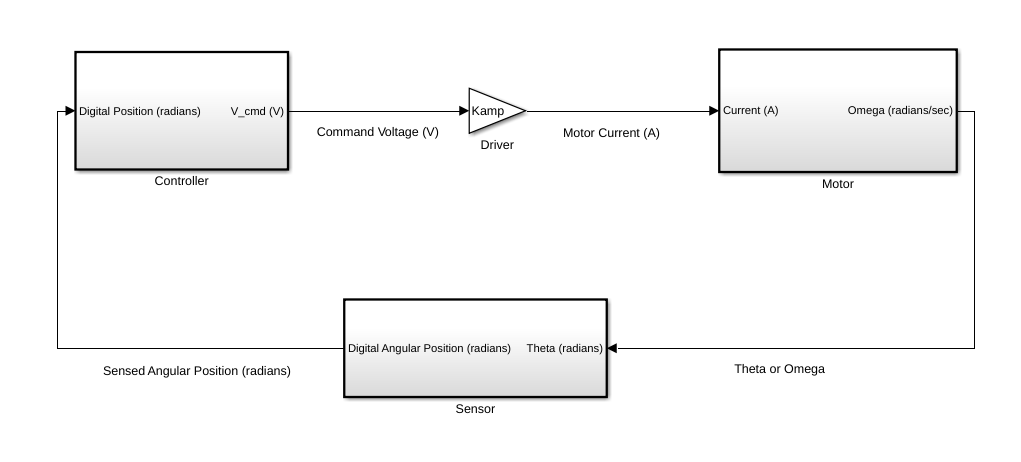 Digital Position (radians)
V_cmd (V)
Controller
Command Voltage (V)
Kamp
Driver
Motor Current (A)
Current (A)
Omega (radians/sec)
Motor
Digital Angular Position (radians)
Theta (radians)
Sensor
Sensed Angular Position (radians)
Theta or Omega